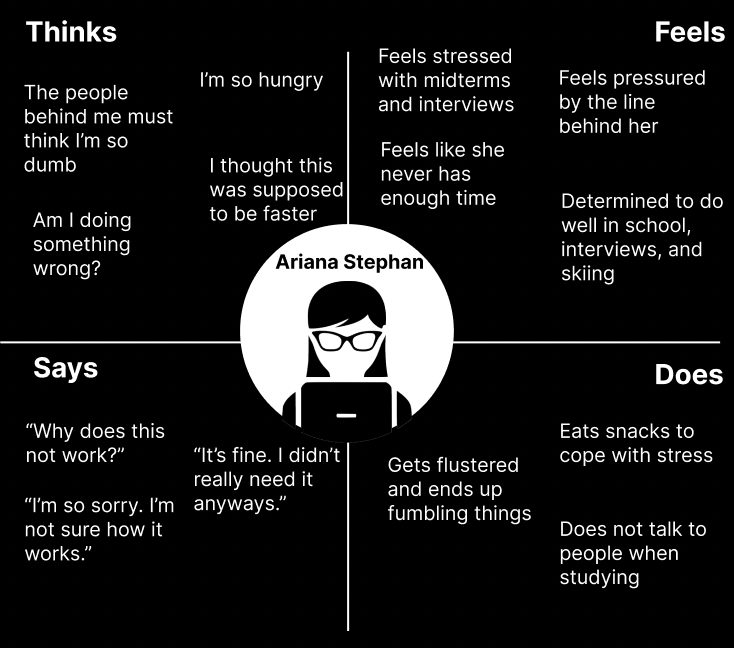 Thinks
The people
behind me must
think I'm so
dumb
I'm so hungry
I thought this
was supposed
to be faster
Am I doing
something
wrong?
Feels
Feels stressed
with midterms
and interviews
Feels pressured
by the line
behind her
Feels like she
never has
enough time
Determined to do
well in school,
interviews, and
skiing
Ariana Stephan
Says
“Why does this
not work?”
“I'm so sorry. I'm
not sure how it
works.”
“It's fine. I didn't
really need it
anyways.”
Does
Eats snacks to
cope with stress
Gets flustered
and ends up
fumbling things
Does not talk to
people when
studying